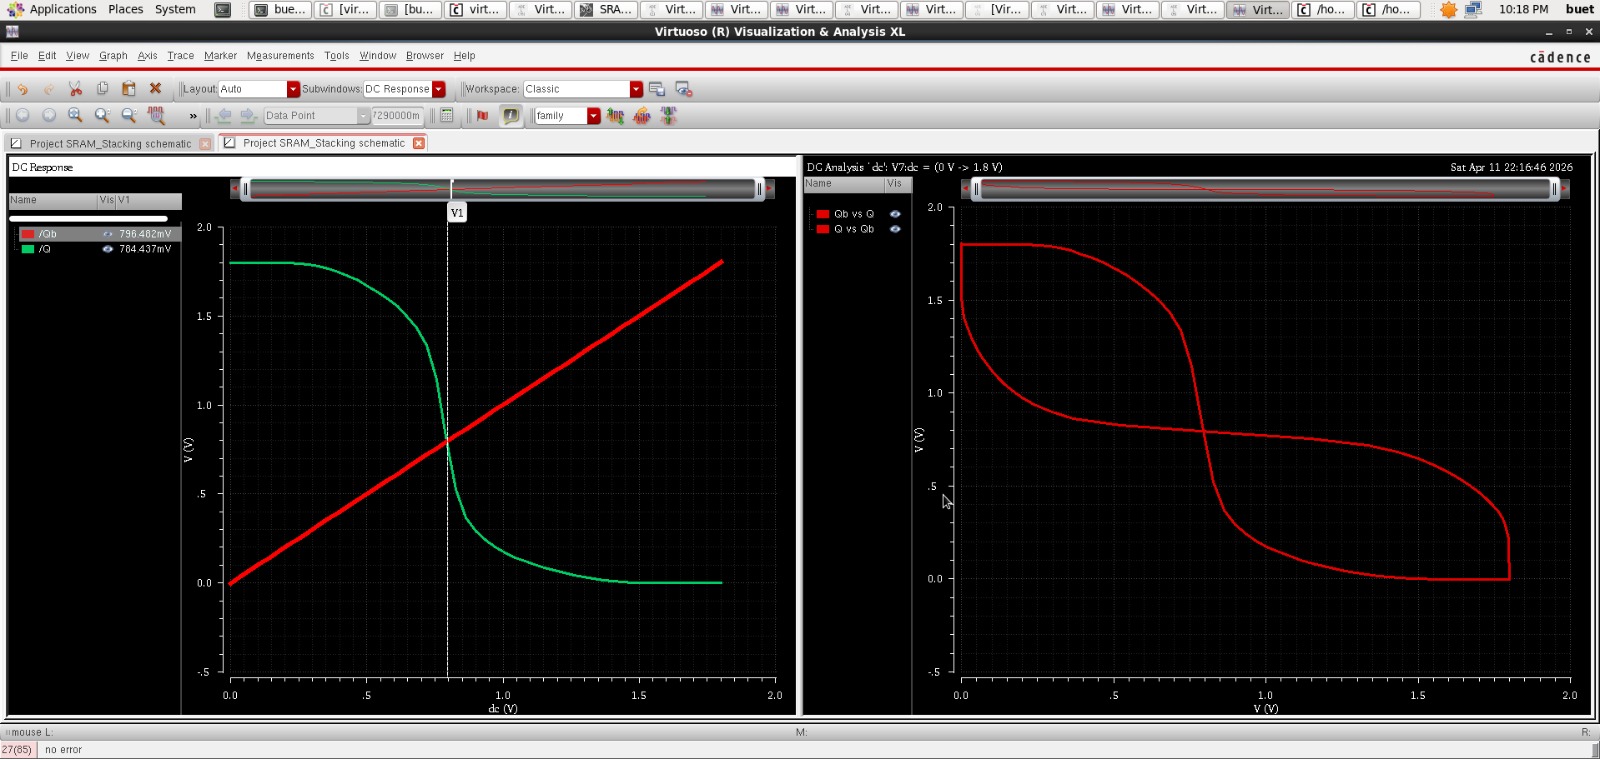 Applications Places System bue... [vir... [bu... virt... Virt... SRA... Virt... Virt... Virt... Virt... Virt... [Vir... Virt... Virt... Virt... Virt... /ho... /ho... 10:18 PM buet
Virtuoso (R) Visualization & Analysis XL
File Edit View Graph Axis Trace Marker Measurements Tools Window Browser Help cādence
Layout: Auto Subwindows: DC Response Workspace: Classic
» Data Point 7290000m family
Project SRAM_Stacking schematic Project SRAM_Stacking schematic
DC Response
Name Vis V1
/Qb 796.482mV
/Q 784.437mV
V1
2.0
1.5
1.0
.5
0.0
-.5
V (V)
0.0 .5 1.0 1.5 2.0
dc (V)
DC Analysis `dc': V7:dc = (0 V -> 1.8 V) Sat Apr 11 22:16:46 2026
Name Vis
Qb vs Q
Q vs Qb
2.0
1.5
1.0
.5
0.0
-.5
V (V)
0.0 .5 1.0 1.5 2.0
V (V)
mouse L: M: R:
27(85) no error